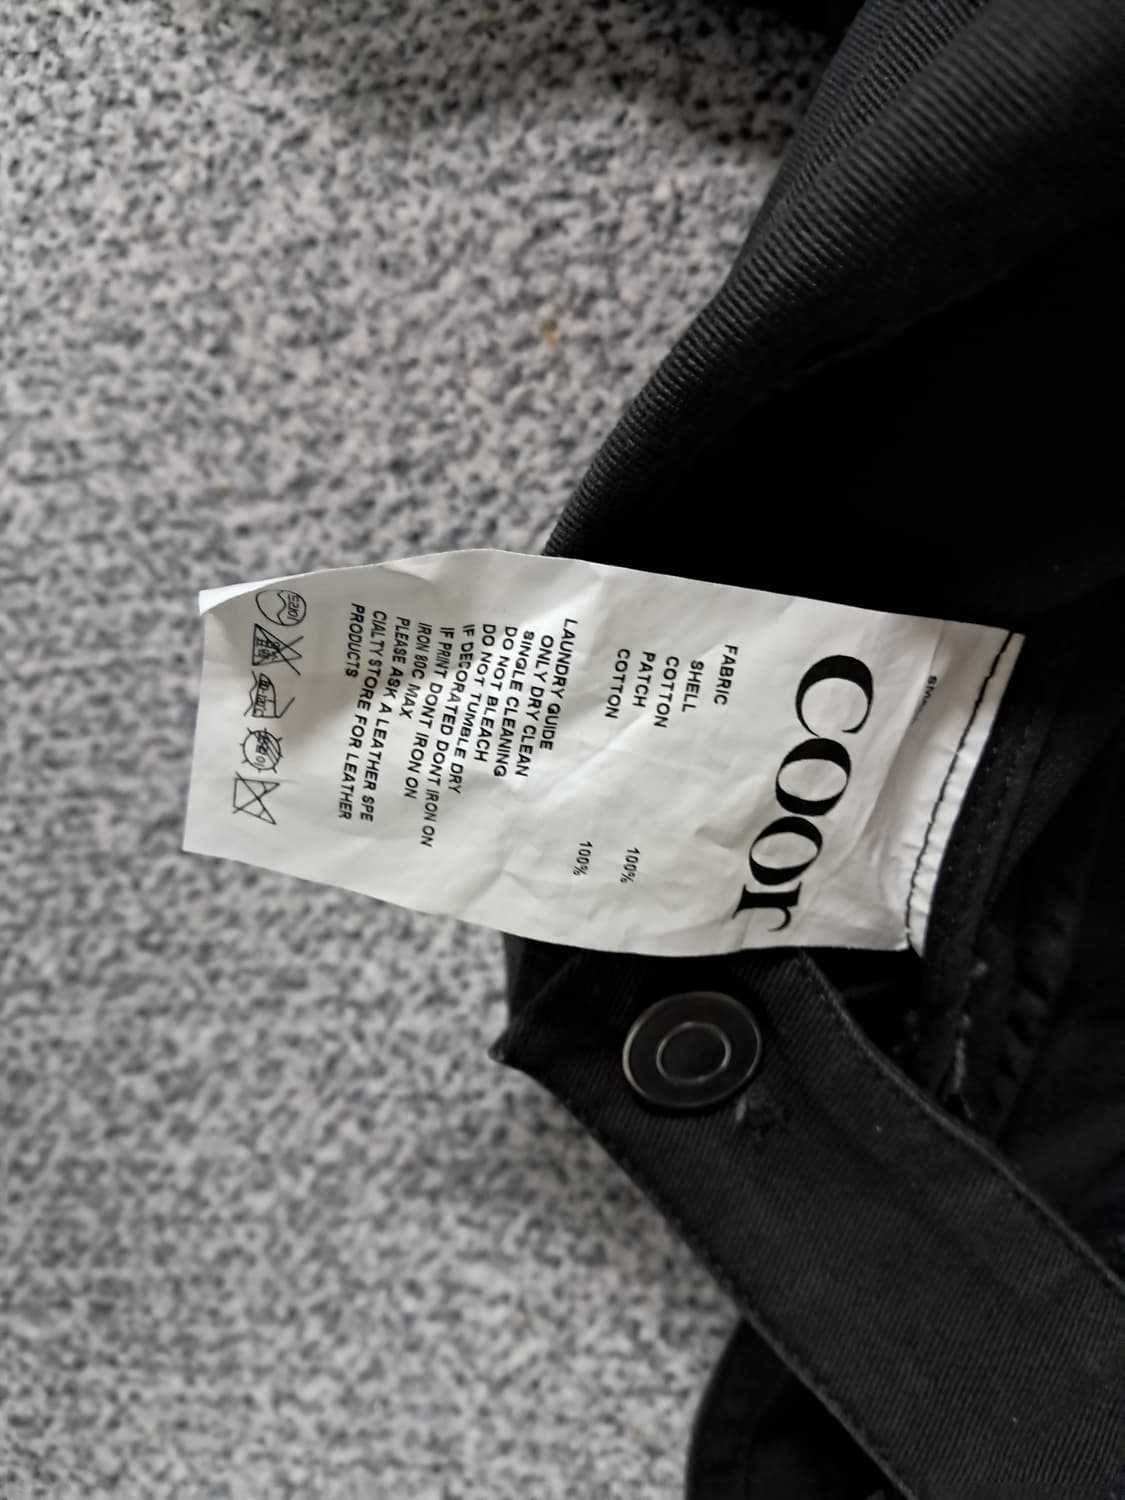 coor
FABRIC
SHELL
COTTON 100%
PATCH
COTTON 100%
LAUNDRY GUIDE
ONLY DRY CLEAN
SINGLE CLEANING
DO NOT BLEACH
DO NOT TUMBLE DRY
IF DECORATED DONT IRON ON
IF PRINT DONT IRON ON
IRON 80C MAX
PLEASE ASK A LEATHER SPE
CIALTY STORE FOR LEATHER
PRODUCTS